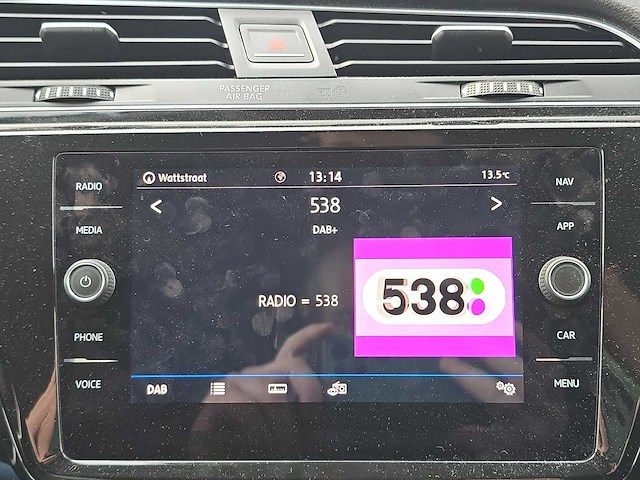 PASSENGER
AIR BAG
ON
RADIO
MEDIA
PHONE
VOICE
Wattstraat
13:14
13.5°C
<
538
>
DAB+
RADIO = 538
538
DAB
NAV
APP
CAR
MENU